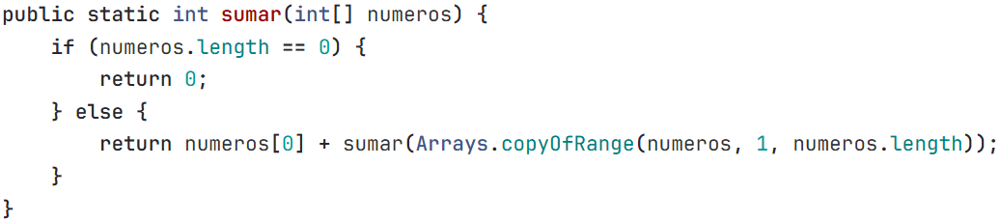 public static int sumar(int[] numeros) {
    if (numeros.length == 0) {
        return 0;
    } else {
        return numeros[0] + sumar(Arrays.copyOfRange(numeros, 1, numeros.length));
    }
}